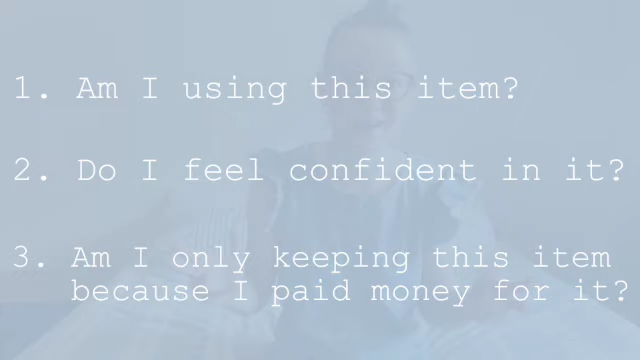 1. Am I using this item?
2. Do I feel confident in it?
3. Am I only keeping this item
because I paid money for it?